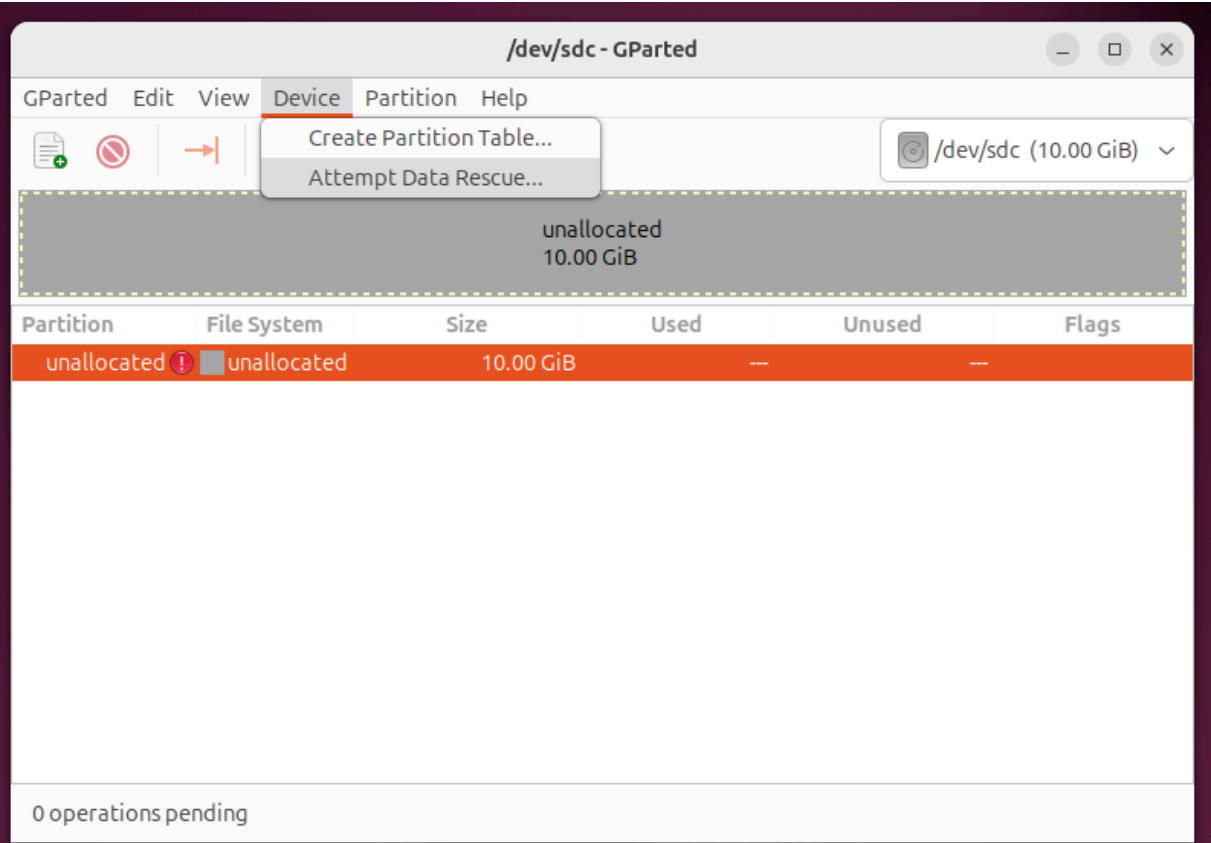 /dev/sdc - GParted
GParted Edit View Device Partition Help
Create Partition Table...
Attempt Data Rescue...
/dev/sdc (10.00 GiB)
unallocated
10.00 GiB
Partition File System Size Used Unused Flags
unallocated unallocated 10.00 GiB --- ---
0 operations pending